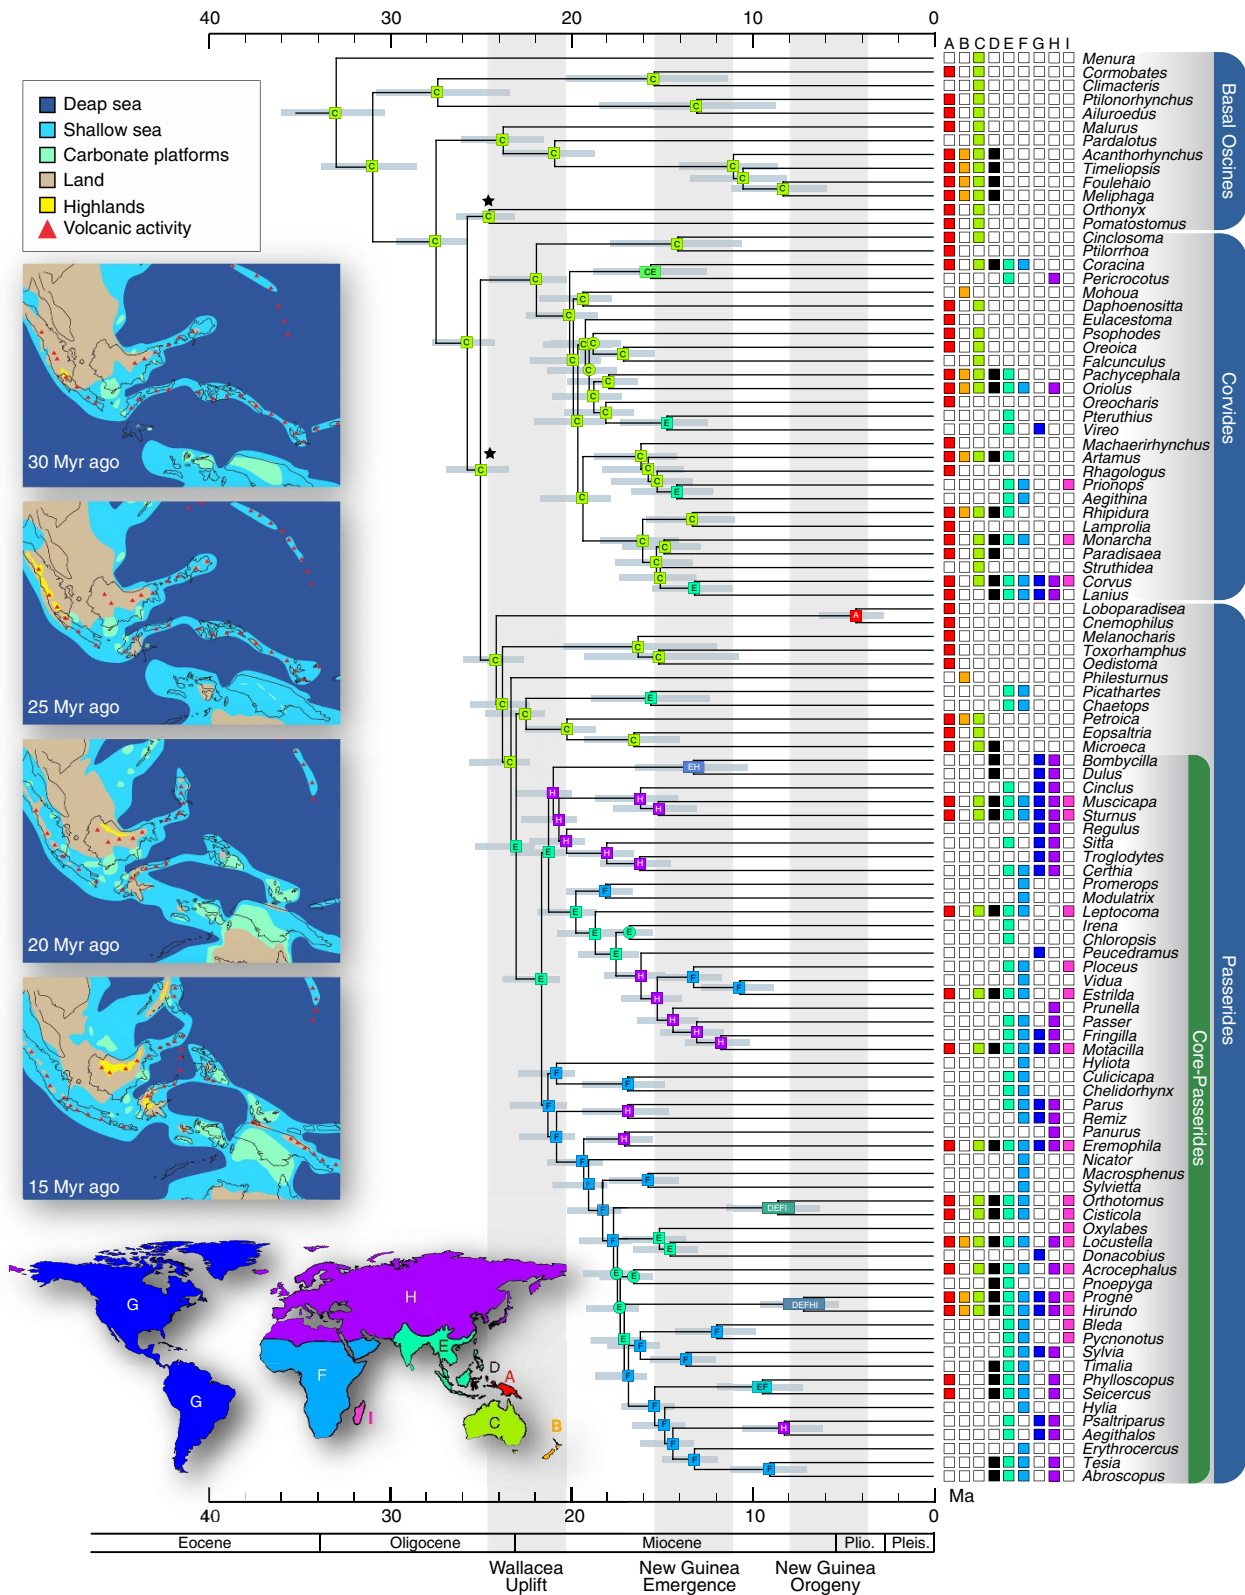 40 30 20 10 0
A B C D E F G H I
Deap sea
Shallow sea
Carbonate platforms
Land
Highlands
Volcanic activity
30 Myr ago
25 Myr ago
20 Myr ago
15 Myr ago
G
G
H
F
E
D
A
I
C
B
C
C
C
C
C
C
C
C
C
C
C
C
C
CE
C
C
C
C
C
C
C
C
C
C
C
C
C
E
C
C
C
C
C
E
C
C
C
C
C
C
E
A
C
C
C
C
E
C
C
C
C
EH
H
H
H
H
H
H
H
E
E
F
E
E
E
E
H
F
F
H
H
H
H
E
F
F
F
H
F
H
F
F
F
F
DEFI
F
E
E
E
E
E
DEFHI
E
F
F
F
F
EF
F
F
H
F
F
F
Menura
Cormobates
Climacteris
Ptilonorhynchus
Ailuroedus
Malurus
Pardalotus
Acanthorhynchus
Timeliopsis
Foulehaio
Meliphaga
Orthonyx
Pomatostomus
Cinclosoma
Ptilorrhoa
Coracina
Pericrocotus
Mohoua
Daphoenositta
Eulacestoma
Psophodes
Oreoica
Falcunculus
Pachycephala
Oriolus
Oreocharis
Pteruthius
Vireo
Machaerirhynchus
Artamus
Rhagologus
Prionops
Aegithina
Rhipidura
Lamprolia
Monarcha
Paradisaea
Struthidea
Corvus
Lanius
Loboparadisea
Cnemophilus
Melanocharis
Toxorhamphus
Oedistoma
Philesturnus
Picathartes
Chaetops
Petroica
Eopsaltria
Microeca
Bombycilla
Dulus
Cinclus
Muscicapa
Sturnus
Regulus
Sitta
Troglodytes
Certhia
Promerops
Modulatrix
Leptocoma
Irena
Chloropsis
Peucedramus
Ploceus
Vidua
Estrilda
Prunella
Passer
Fringilla
Motacilla
Hyliota
Culicicapa
Chelidorhynx
Parus
Remiz
Panurus
Eremophila
Nicator
Macrosphenus
Sylvietta
Orthotomus
Cisticola
Oxylabes
Locustella
Donacobius
Acrocephalus
Pnoepyga
Progne
Hirundo
Bleda
Pycnonotus
Sylvia
Timalia
Phylloscopus
Seicercus
Hylia
Psaltriparus
Aegithalos
Erythrocercus
Tesia
Abroscopus
Basal Oscines
Corvides
Passerides
Core-Passerides
Ma
40 30 20 10 0
Eocene Oligocene Miocene Plio. Pleis.
Wallacea
Uplift
New Guinea
Emergence
New Guinea
Orogeny